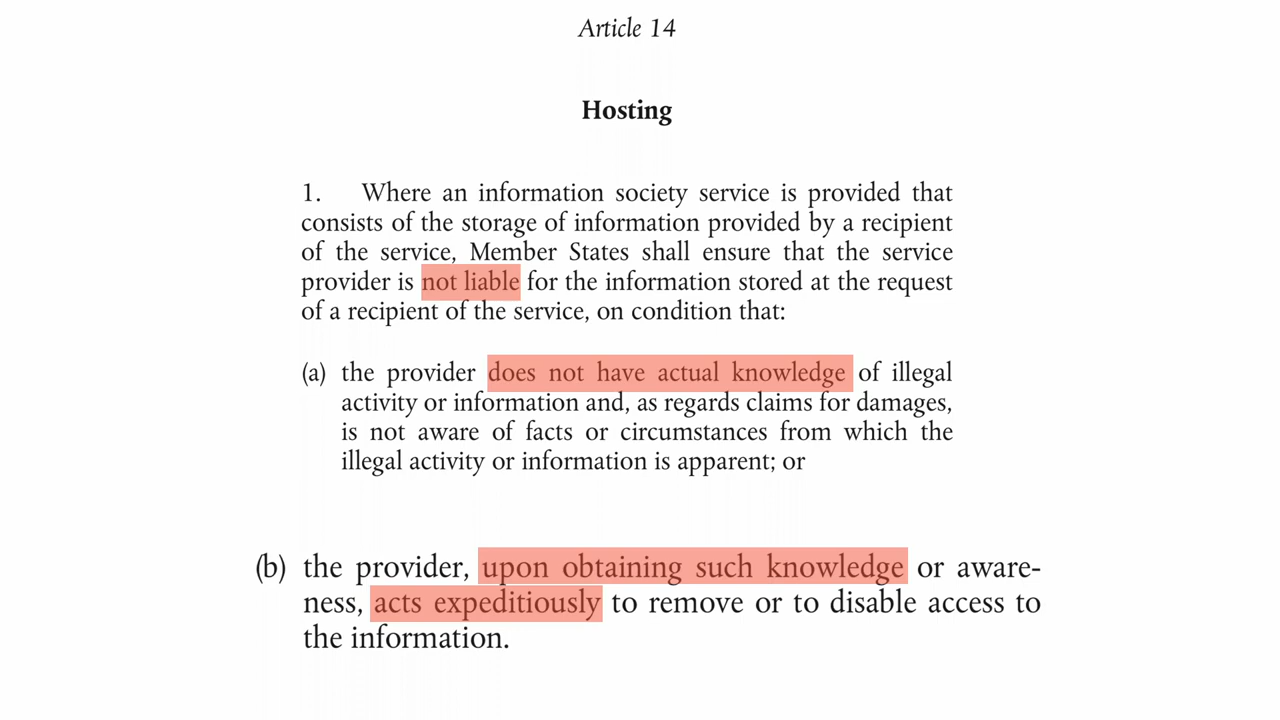 Article 14
Hosting
1. Where an information society service is provided that
consists of the storage of information provided by a recipient
of the service, Member States shall ensure that the service
provider is not liable for the information stored at the request
of a recipient of the service, on condition that:
(a) the provider does not have actual knowledge of illegal
activity or information and, as regards claims for damages,
is not aware of facts or circumstances from which the
illegal activity or information is apparent; or
(b) the provider, upon obtaining such knowledge or aware-
ness, acts expeditiously to remove or to disable access to
the information.